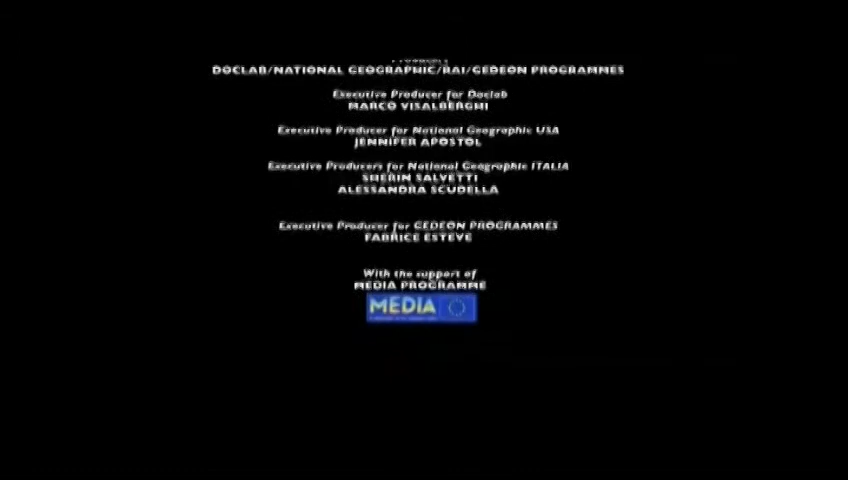 DOCLAB/NATIONAL GEOGRAPHIC/RAI/GEDEON PROGRAMMES
Executive Producer for Doclab
MARCO VISALBERGHI
Executive Producer for National Geographic USA
JENNIFER APOSTOL
Executive Producers for National Geographic ITALIA
SHERIN SALVETTI
ALESSANDRA SCUDELLA
Executive Producer for GEDEON PROGRAMMES
FABRICE ESTEVE
With the support of
MEDIA PROGRAMME
MEDIA